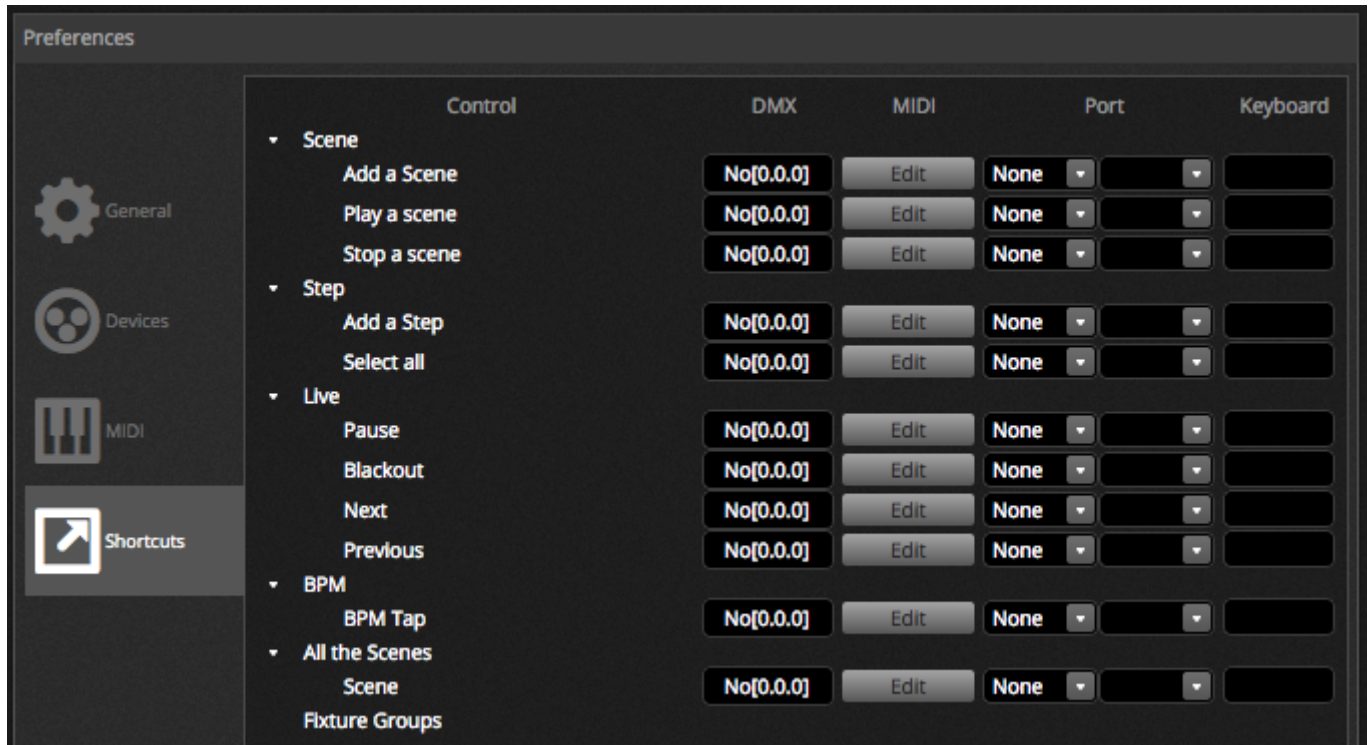 Preferences
Control DMX MIDI Port Keyboard
Scene
Add a Scene No[0.0.0] Edit None
General
Play a scene No[0.0.0] Edit None
Stop a scene No[0.0.0] Edit None
Step
Devices
Add a Step No[0.0.0] Edit None
Select all No[0.0.0] Edit None
Live
MIDI
Pause No[0.0.0] Edit None
Blackout No[0.0.0] Edit None
Next No[0.0.0] Edit None
Shortcuts
Previous No[0.0.0] Edit None
BPM
BPM Tap No[0.0.0] Edit None
All the Scenes
Scene No[0.0.0] Edit None
Fixture Groups